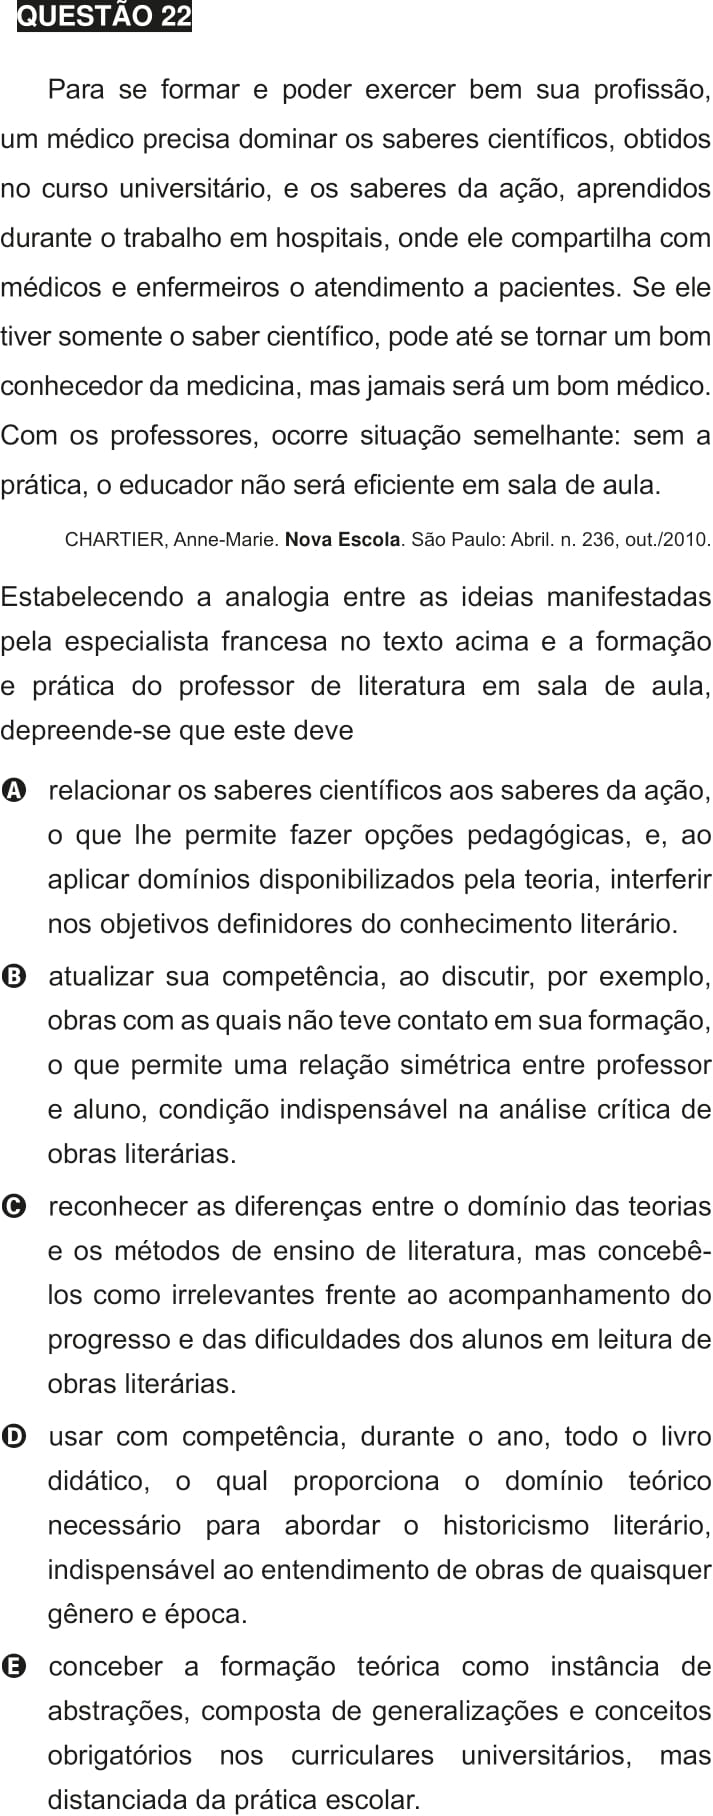 QUESTÃO 22
Para se formar e poder exercer bem sua profissão,
um médico precisa dominar os saberes científicos, obtidos
no curso universitário, e os saberes da ação, aprendidos
durante o trabalho em hospitais, onde ele compartilha com
médicos e enfermeiros o atendimento a pacientes. Se ele
tiver somente o saber científico, pode até se tornar um bom
conhecedor da medicina, mas jamais será um bom médico.
Com os professores, ocorre situação semelhante: sem a
prática, o educador não será eficiente em sala de aula.
CHARTIER, Anne-Marie. Nova Escola. São Paulo: Abril. n. 236, out./2010.
Estabelecendo a analogia entre as ideias manifestadas
pela especialista francesa no texto acima e a formação
e prática do professor de literatura em sala de aula,
depreende-se que este deve
A relacionar os saberes científicos aos saberes da ação,
o que lhe permite fazer opções pedagógicas, e, ao
aplicar domínios disponibilizados pela teoria, interferir
nos objetivos definidores do conhecimento literário.
B atualizar sua competência, ao discutir, por exemplo,
obras com as quais não teve contato em sua formação,
o que permite uma relação simétrica entre professor
e aluno, condição indispensável na análise crítica de
obras literárias.
C reconhecer as diferenças entre o domínio das teorias
e os métodos de ensino de literatura, mas concebê-
los como irrelevantes frente ao acompanhamento do
progresso e das dificuldades dos alunos em leitura de
obras literárias.
D usar com competência, durante o ano, todo o livro
didático, o qual proporciona o domínio teórico
necessário para abordar o historicismo literário,
indispensável ao entendimento de obras de quaisquer
gênero e época.
E conceber a formação teórica como instância de
abstrações, composta de generalizações e conceitos
obrigatórios nos curriculares universitários, mas
distanciada da prática escolar.